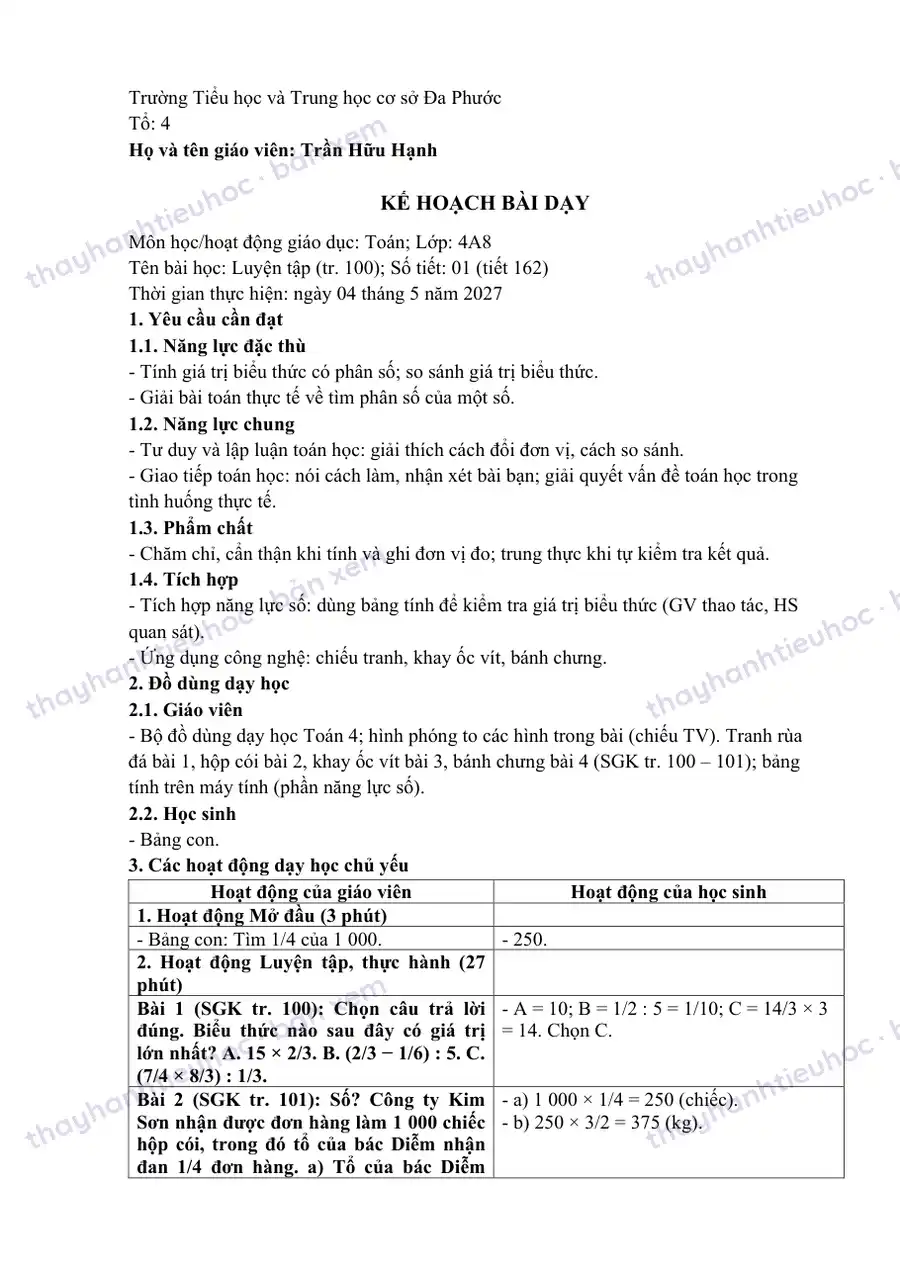 Trường Tiểu học và Trung học cơ sở Đa Phước
Tổ: 4
Họ và tên giáo viên: Trần Hữu Hạnh
KẾ HOẠCH BÀI DẠY
Môn học/hoạt động giáo dục: Toán; Lớp: 4A8
Tên bài học: Luyện tập (tr. 100); Số tiết: 01 (tiết 162)
Thời gian thực hiện: ngày 04 tháng 5 năm 2027
1. Yêu cầu cần đạt
1.1. Năng lực đặc thù
- Tính giá trị biểu thức có phân số; so sánh giá trị biểu thức.
- Giải bài toán thực tế về tìm phân số của một số.
1.2. Năng lực chung
- Tư duy và lập luận toán học: giải thích cách đổi đơn vị, cách so sánh.
- Giao tiếp toán học: nói cách làm, nhận xét bài bạn; giải quyết vấn đề toán học trong
tình huống thực tế.
1.3. Phẩm chất
- Chăm chỉ, cẩn thận khi tính và ghi đơn vị đo; trung thực khi tự kiểm tra kết quả.
1.4. Tích hợp
- Tích hợp năng lực số: dùng bảng tính để kiểm tra giá trị biểu thức (GV thao tác, HS
quan sát).
- Ứng dụng công nghệ: chiếu tranh, khay ốc vít, bánh chưng.
2. Đồ dùng dạy học
2.1. Giáo viên
- Bộ đồ dùng dạy học Toán 4; hình phóng to các hình trong bài (chiếu TV). Tranh rùa
đá bài 1, hộp cói bài 2, khay ốc vít bài 3, bánh chưng bài 4 (SGK tr. 100 – 101); bảng
tính trên máy tính (phần năng lực số).
2.2. Học sinh
- Bảng con.
3. Các hoạt động dạy học chủ yếu
Hoạt động của giáo viên
Hoạt động của học sinh
1. Hoạt động Mở đầu (3 phút)
- Bảng con: Tìm 1/4 của 1 000.
- 250.
2. Hoạt động Luyện tập, thực hành (27
phút)
Bài 1 (SGK tr. 100): Chọn câu trả lời
đúng. Biểu thức nào sau đây có giá trị
lớn nhất? A. 15 × 2/3. B. (2/3 − 1/6) : 5. C.
(7/4 × 8/3) : 1/3.
- A = 10; B = 1/2 : 5 = 1/10; C = 14/3 × 3
= 14. Chọn C.
Bài 2 (SGK tr. 101): Số? Công ty Kim
Sơn nhận được đơn hàng làm 1 000 chiếc
hộp cói, trong đó tổ của bác Diễm nhận
đan 1/4 đơn hàng. a) Tổ của bác Diễm
- a) 1 000 × 1/4 = 250 (chiếc).
- b) 250 × 3/2 = 375 (kg).
thayhanhtieuhoc · bản xem
thayhanhtieuhoc · b
thayhanhtieuhoc · bản xem
thayhanhtieuhoc · b
thayhanhtieuhoc · bản xem
thayhanhtieuhoc · b